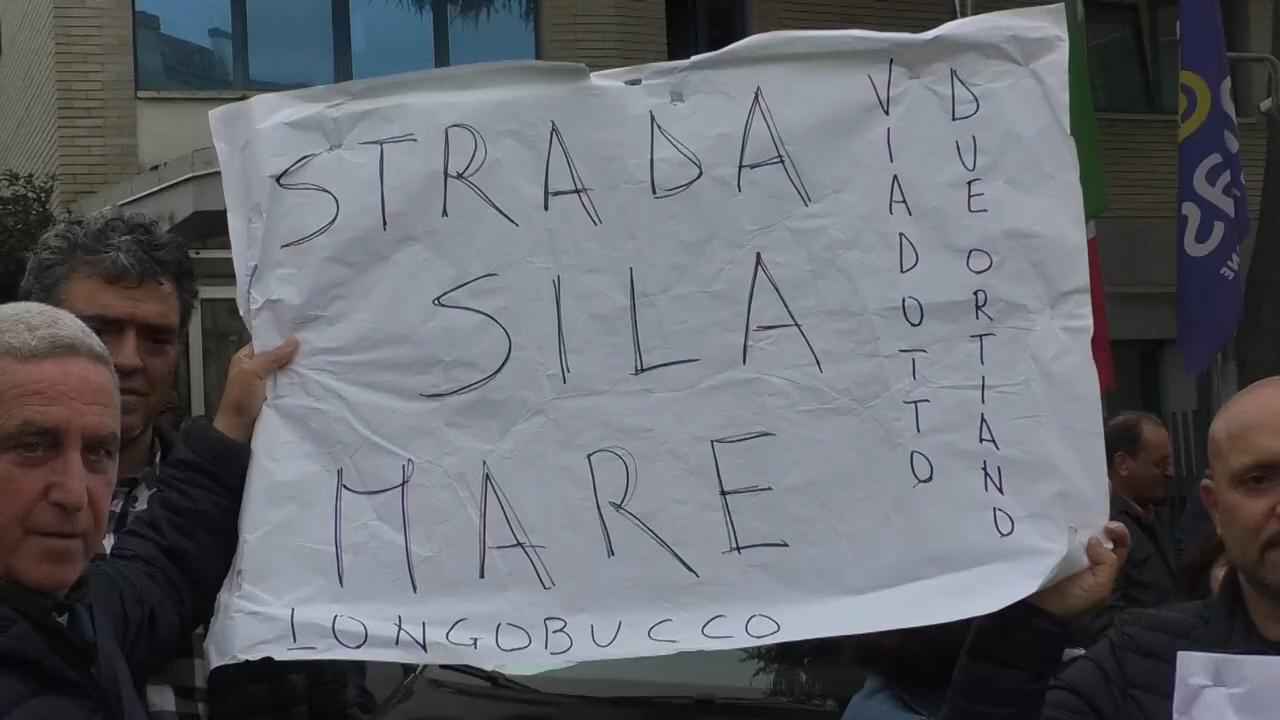 STRADA
SILA
MARE
LONGOBUCCO
VIADOTTO
DUE ORTIANO